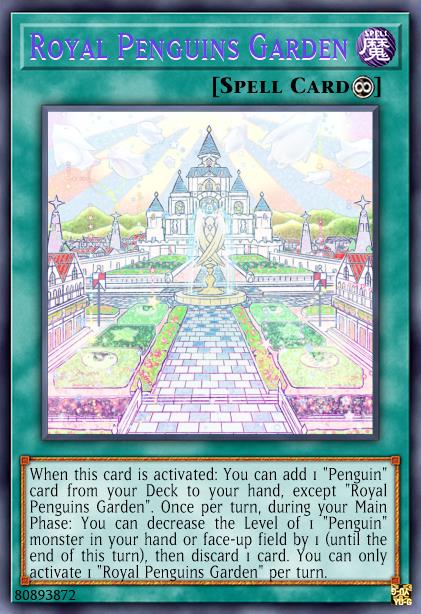 ROYAL PENGUINS GARDEN
SPELL
魔
[SPELL CARD]
When this card is activated: You can add 1 "Penguin"
card from your Deck to your hand, except "Royal
Penguins Garden". Once per turn, during your Main
Phase: You can decrease the Level of 1 "Penguin"
monster in your hand or face-up field by 1 (until the
end of this turn), then discard 1 card. You can only
activate 1 "Royal Penguins Garden" per turn.
80893872